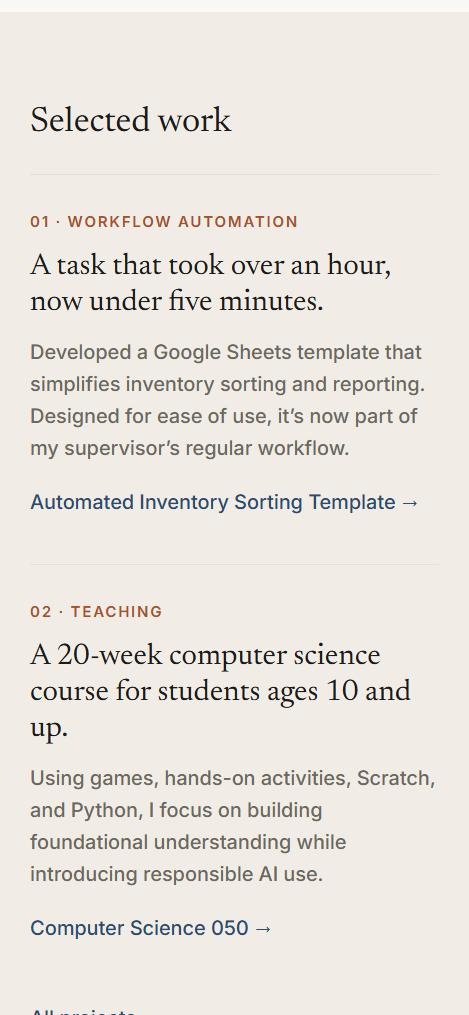 Selected work
01 · WORKFLOW AUTOMATION
A task that took over an hour,
now under five minutes.
Developed a Google Sheets template that
simplifies inventory sorting and reporting.
Designed for ease of use, it’s now part of
my supervisor’s regular workflow.
Automated Inventory Sorting Template →
02 · TEACHING
A 20-week computer science
course for students ages 10 and
up.
Using games, hands-on activities, Scratch,
and Python, I focus on building
foundational understanding while
introducing responsible AI use.
Computer Science 050 →
All projects